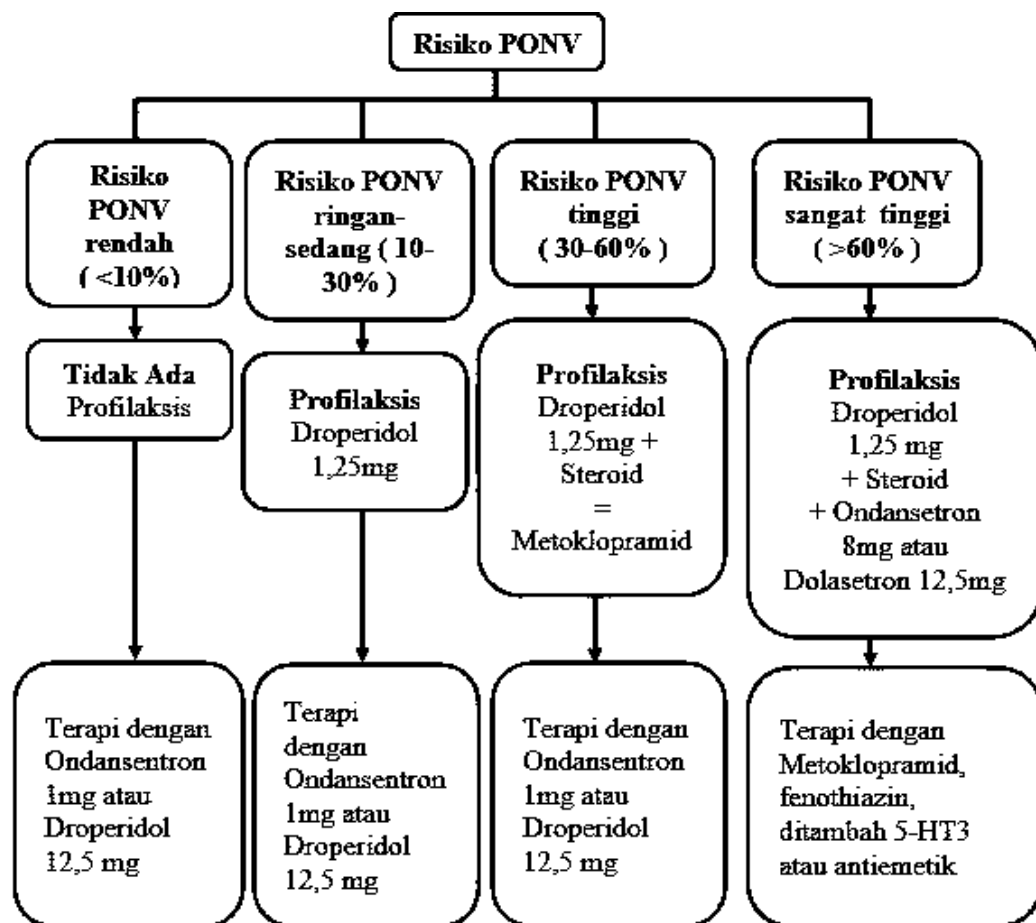 Risiko PONV
Risiko
PONV
rendah
( <10%)
Risiko PONV
ringan-
sedang ( 10-
30% )
Risiko PONV
tinggi
( 30-60% )
Risiko PONV
sangat tinggi
( >60% )
Tidak Ada
Profilaksis
Profilaksis
Droperidol
1,25mg
Profilaksis
Droperidol
1,25mg +
Steroid
=
Metoklopramid
Profilaksis
Droperidol
1,25 mg
+ Steroid
+ Ondansetron
8mg atau
Dolasetron 12,5mg
Terapi dengan
Ondansentron
1mg atau
Droperidol
12,5 mg
Terapi
dengan
Ondansentron
1mg atau
Droperidol
12,5 mg
Terapi dengan
Ondansentron
1mg atau
Droperidol
12,5 mg
Terapi dengan
Metoklopramid,
fenothiazin,
ditambah 5-HT3
atau antiemetik